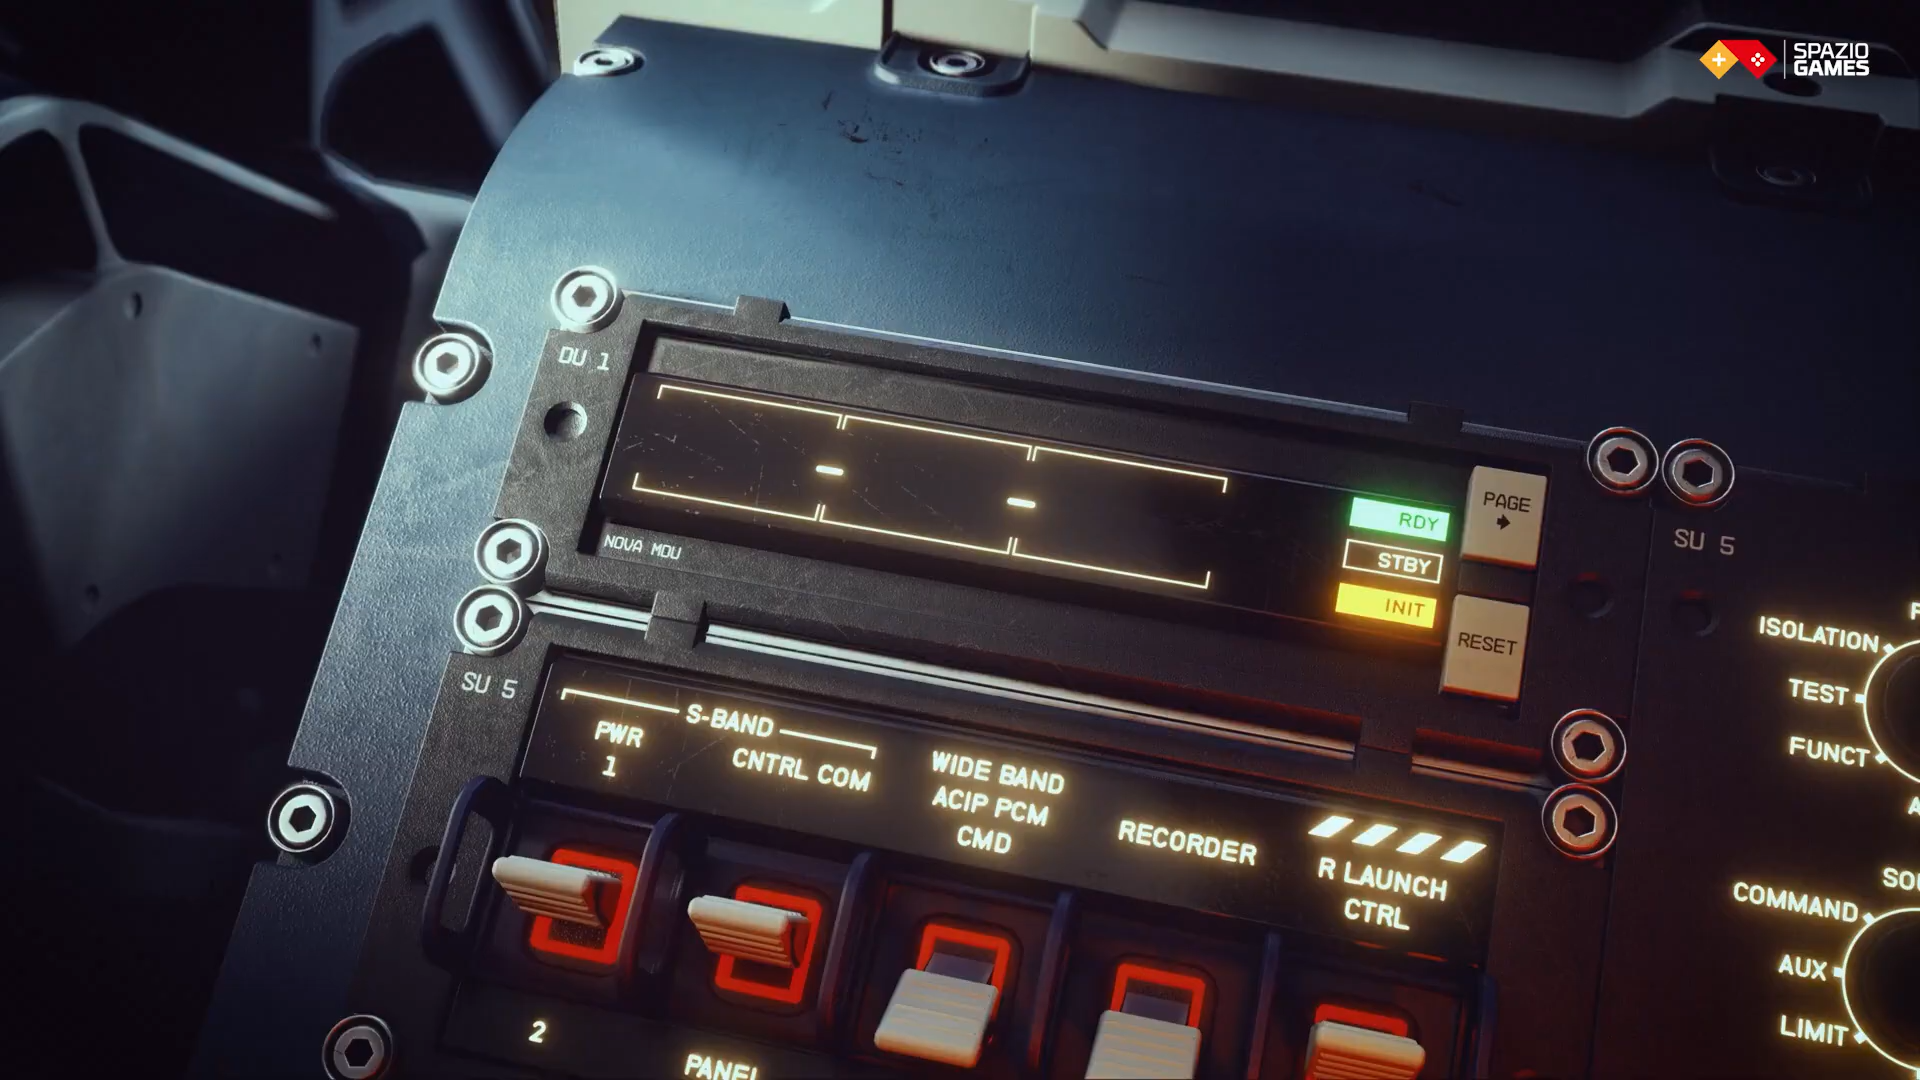 SPAZIO
GAMES
DU 1
PAGE
RDY
STBY
INIT
NOVA MDU
RESET
SU 5
SU 5
S-BAND
PWR
1
CNTRL COM
WIDE BAND
ACIP PCM
CMD
RECORDER
R LAUNCH
CTRL
ISOLATION
TEST
FUNCT
COMMAND
AUX
LIMIT
2
PANEL